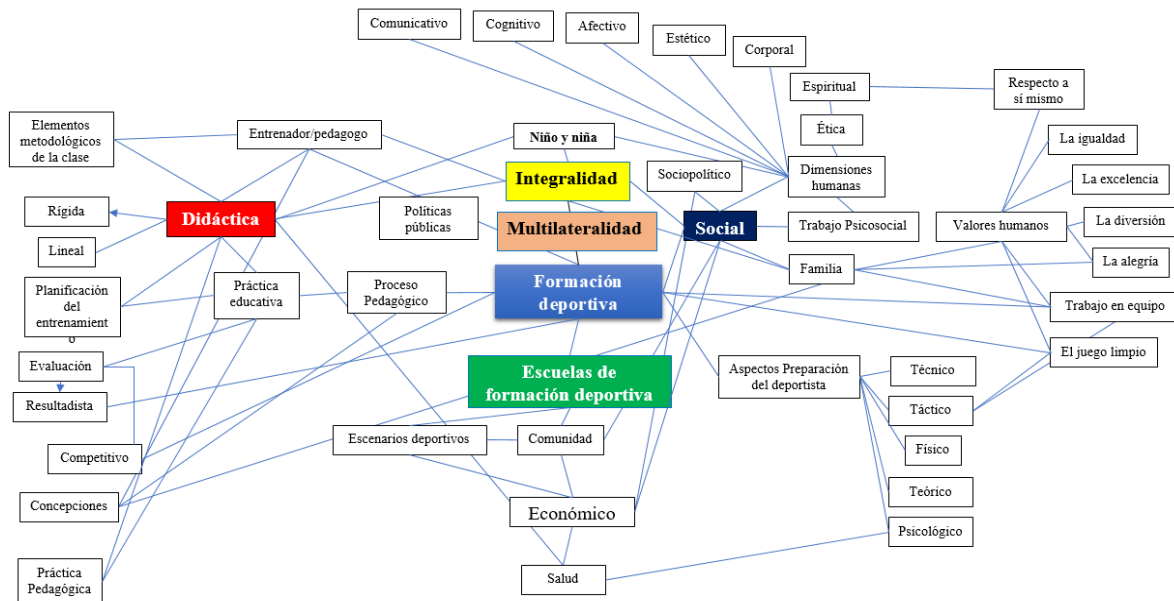 Comunicativo
Cognitivo
Afectivo
Estético
Corporal
Espiritual
Respecto a
sí mismo
Elementos
metodológicos
de la clase
Entrenador/pedagogo
Niño y niña
Ética
La igualdad
Integralidad
Sociopolítico
Dimensiones
humanas
La excelencia
Rígida
Didáctica
Políticas
públicas
Multilateralidad
Social
Trabajo Psicosocial
Valores humanos
La diversión
Lineal
Familia
La alegría
Planificación
del
entrenamient
o
Práctica
educativa
Proceso
Pedagógico
Formación
deportiva
Trabajo en equipo
Evaluación
Escuelas de
formación deportiva
Aspectos Preparación
del deportista
El juego limpio
Técnico
Resultadista
Táctico
Escenarios deportivos
Comunidad
Físico
Competitivo
Teórico
Concepciones
Económico
Psicológico
Práctica
Pedagógica
Salud